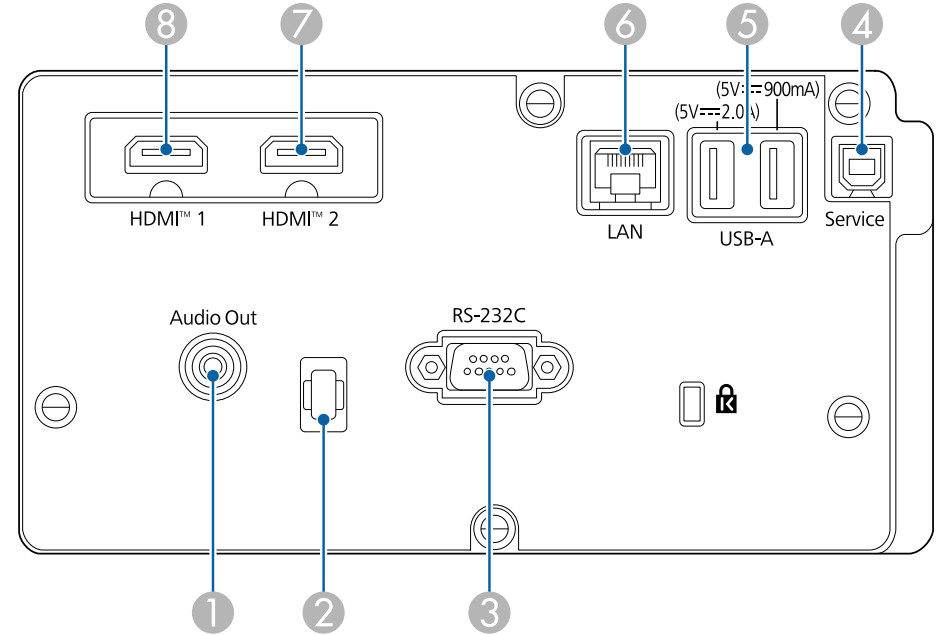 8 7 6 5 4
(5V⎓900mA)
(5V⎓2.0A)
HDMI™ 1 HDMI™ 2 LAN USB-A Service
Audio Out RS-232C
K
1 2 3